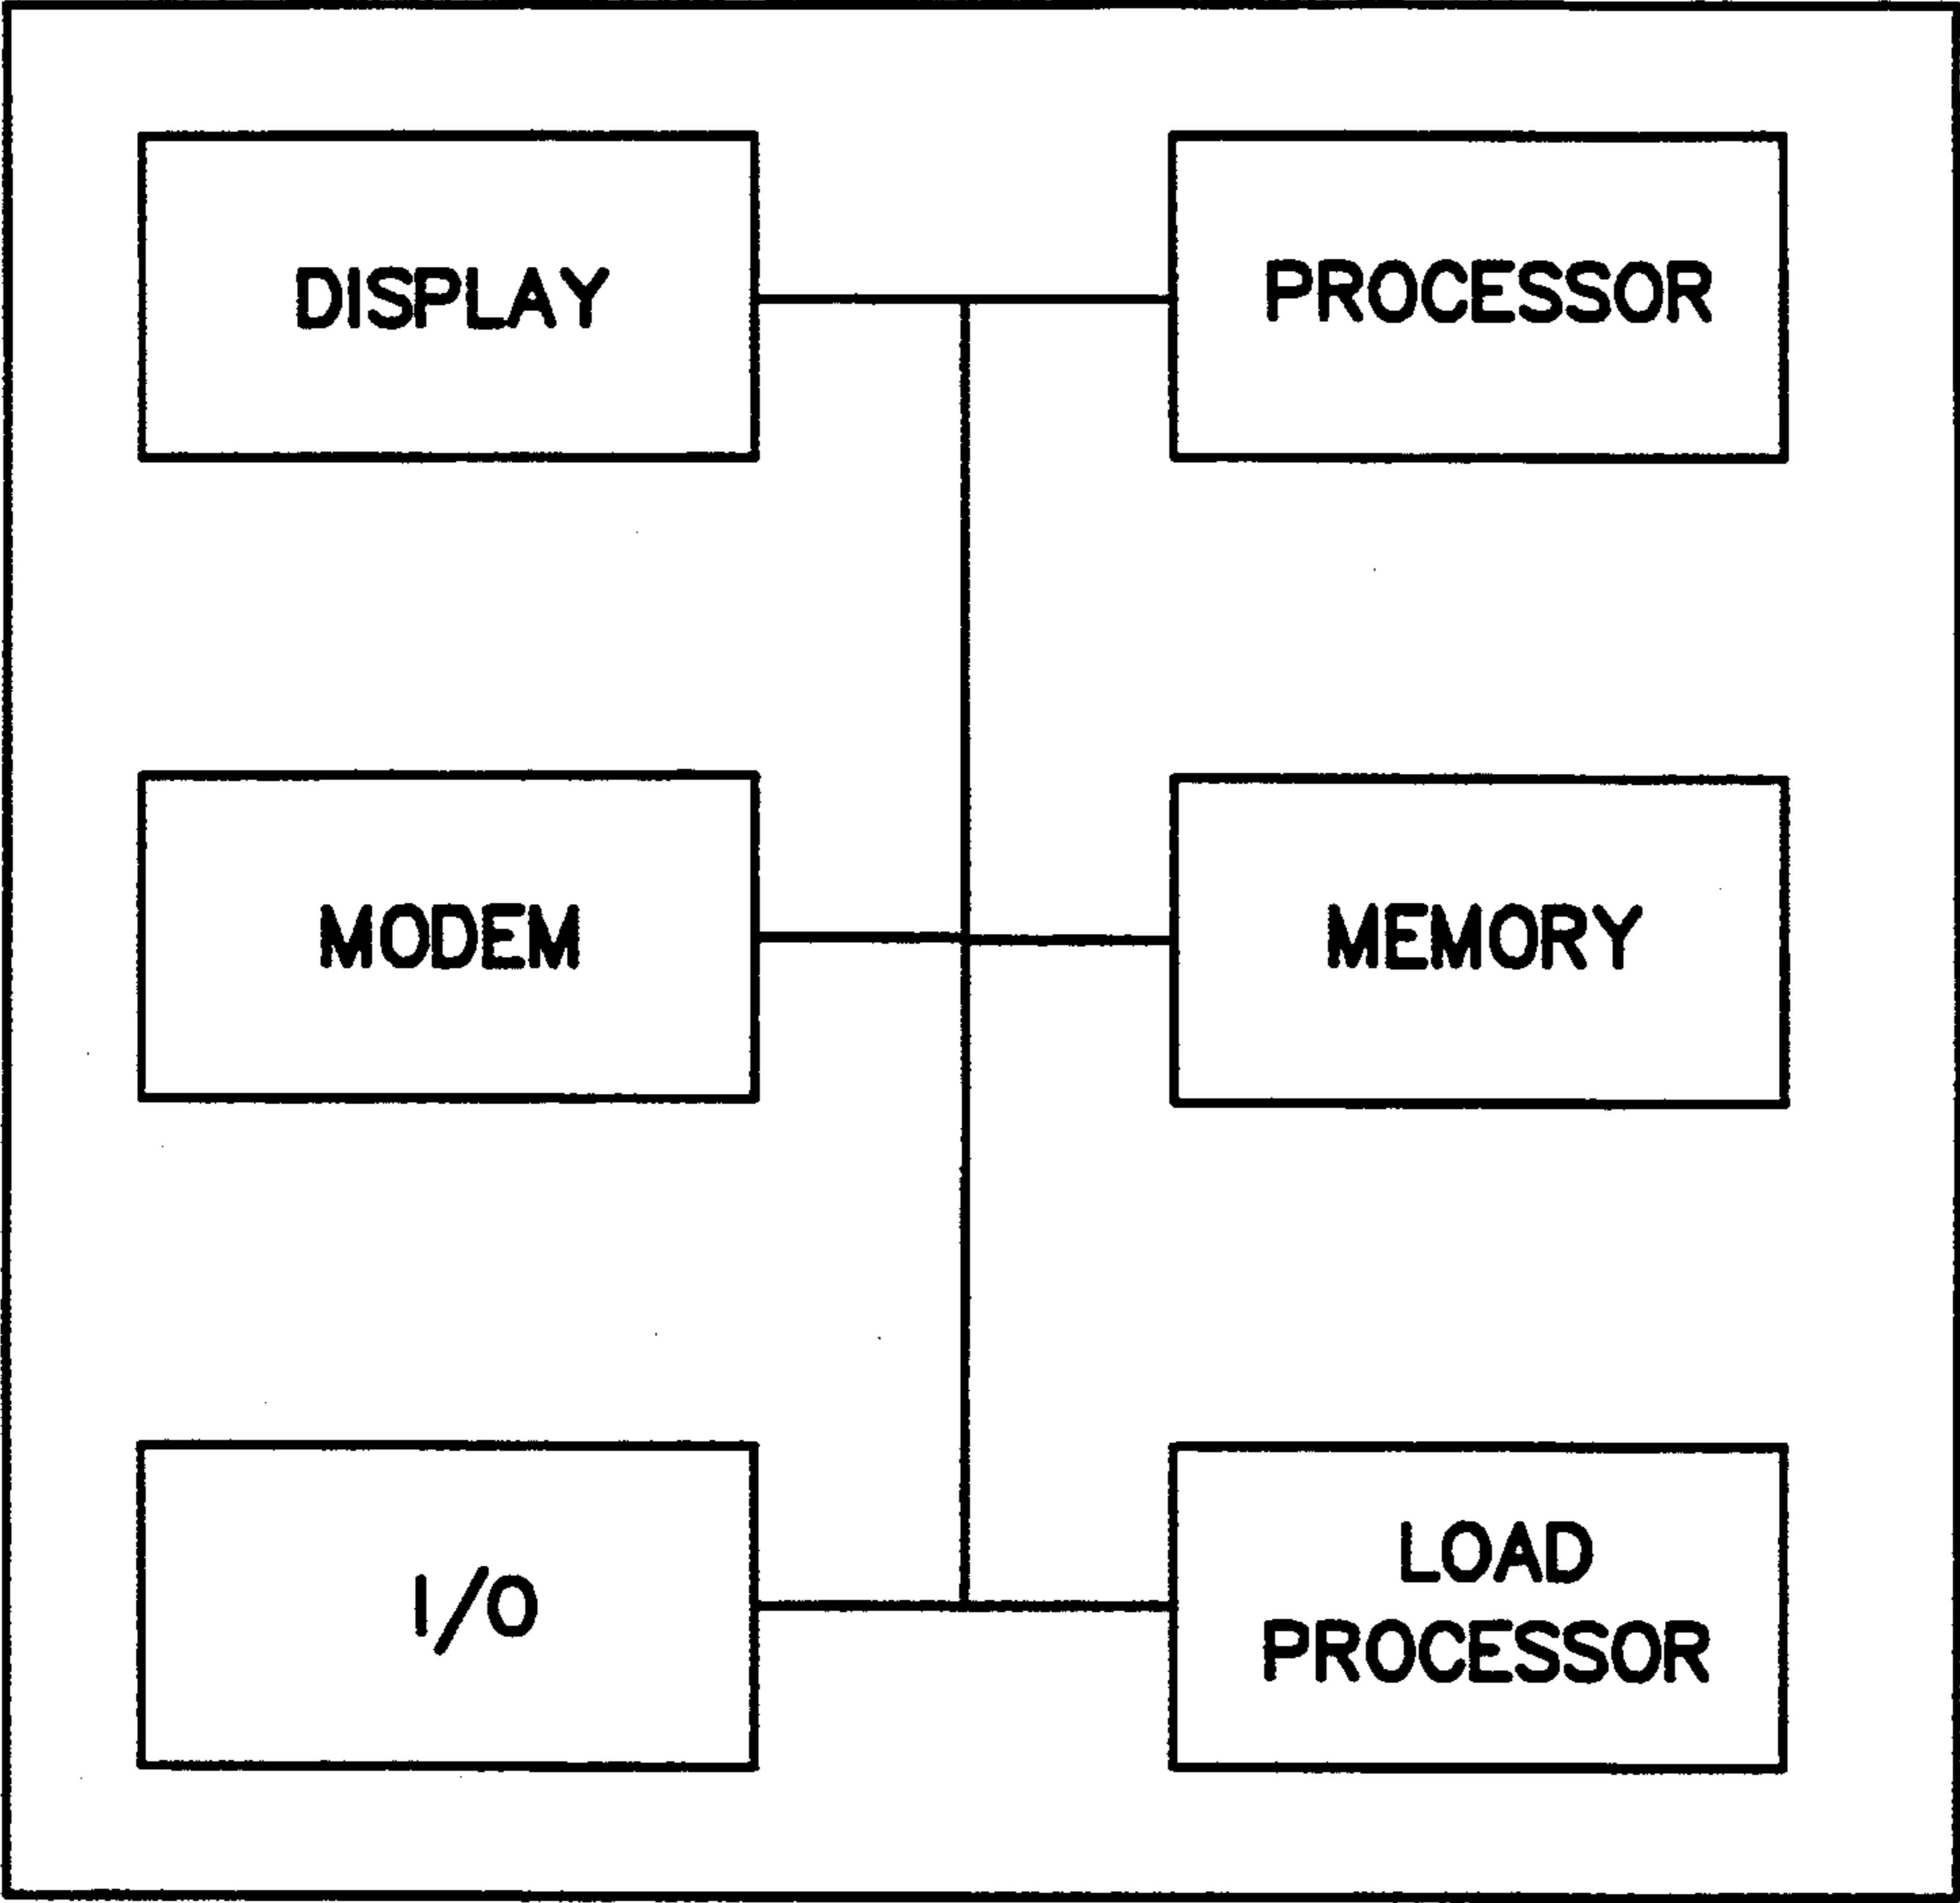 DISPLAY
PROCESSOR
MODEM
MEMORY
I/O
LOAD
PROCESSOR